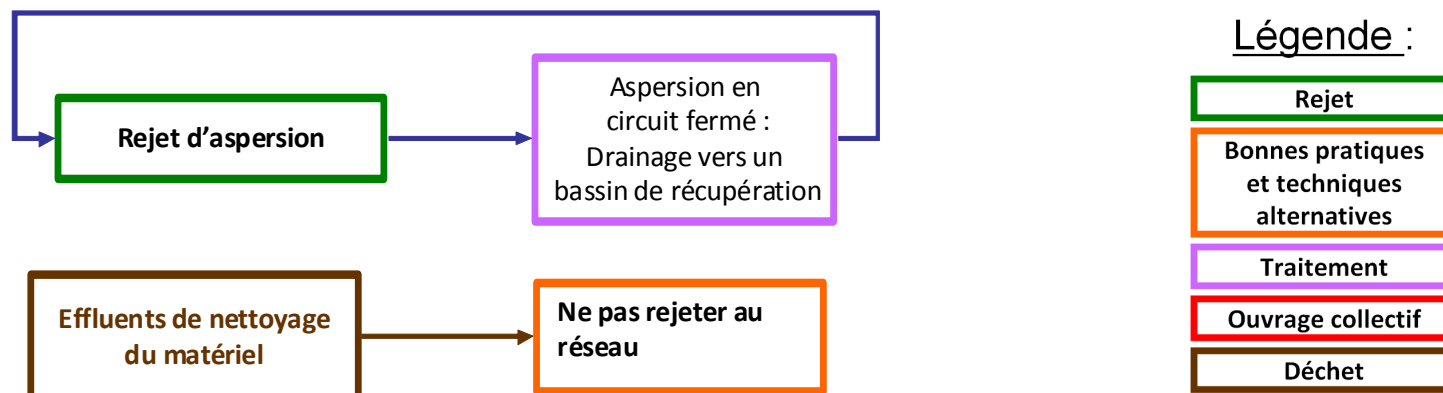 Rejet d'aspersion
Aspersion en
circuit fermé :
Drainage vers un
bassin de récupération
Effluents de nettoyage
du matériel
Ne pas rejeter au
réseau
Légende :
Rejet
Bonnes pratiques
et techniques
alternatives
Traitement
Ouvrage collectif
Déchet